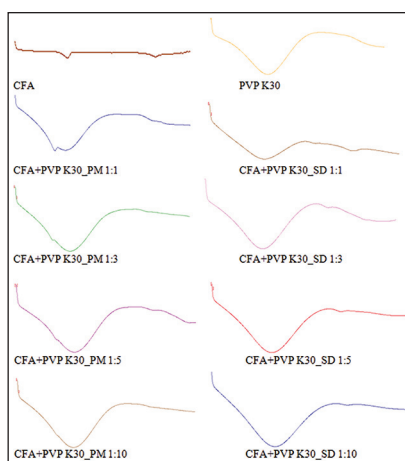 CFA
PVP K30
CFA+PVP K30_PM 1:1
CFA+PVP K30_SD 1:1
CFA+PVP K30_PM 1:3
CFA+PVP K30_SD 1:3
CFA+PVP K30_PM 1:5
CFA+PVP K30_SD 1:5
CFA+PVP K30_PM 1:10
CFA+PVP K30_SD 1:10